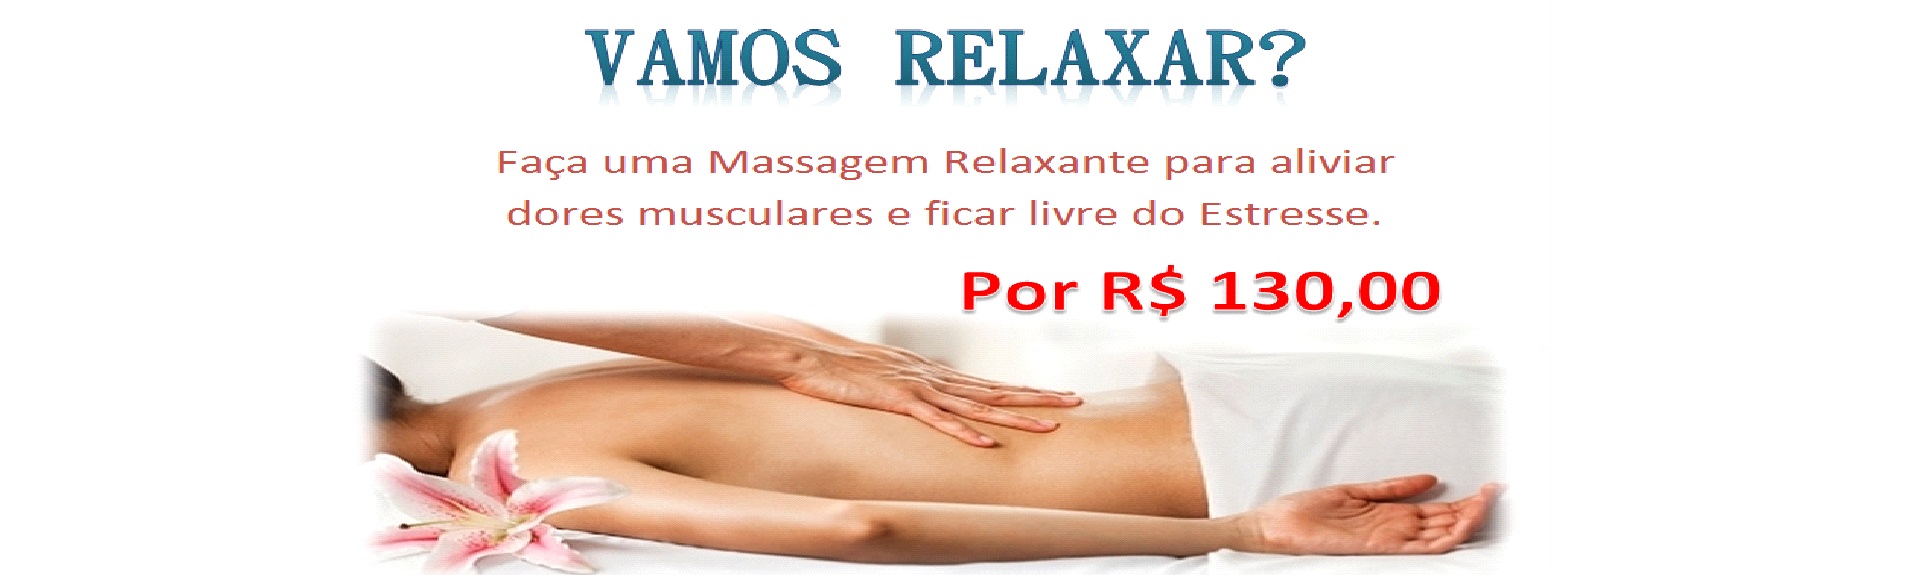 VAMOS RELAXAR?
Faça uma Massagem Relaxante para aliviar
dores musculares e ficar livre do Estresse.
Por R$ 130,00